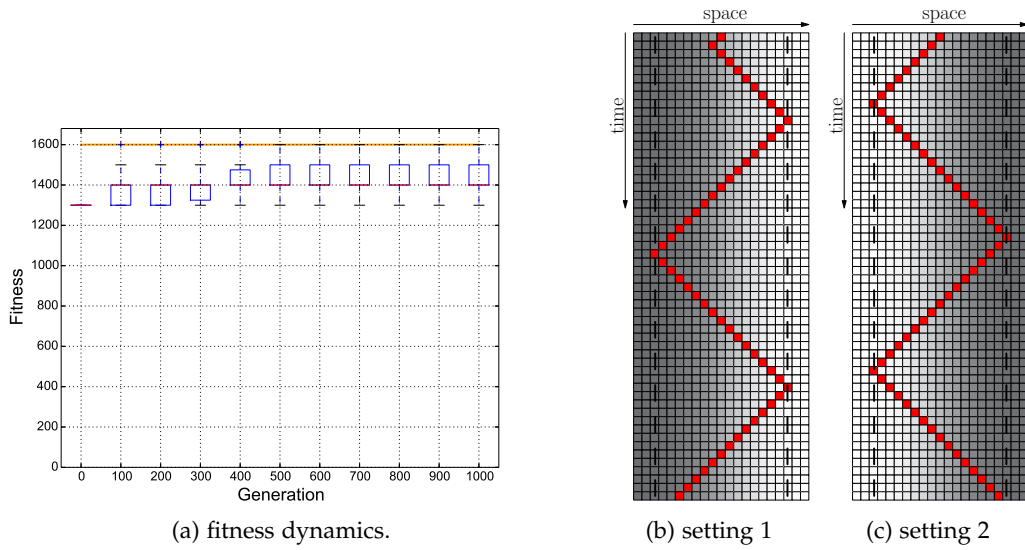 space
space
time
time
Fitness
1600
1400
1200
1000
800
600
400
200
0
0 100 200 300 400 500 600 700 800 900 1000
Generation
(a) fitness dynamics.
(b) setting 1
(c) setting 2